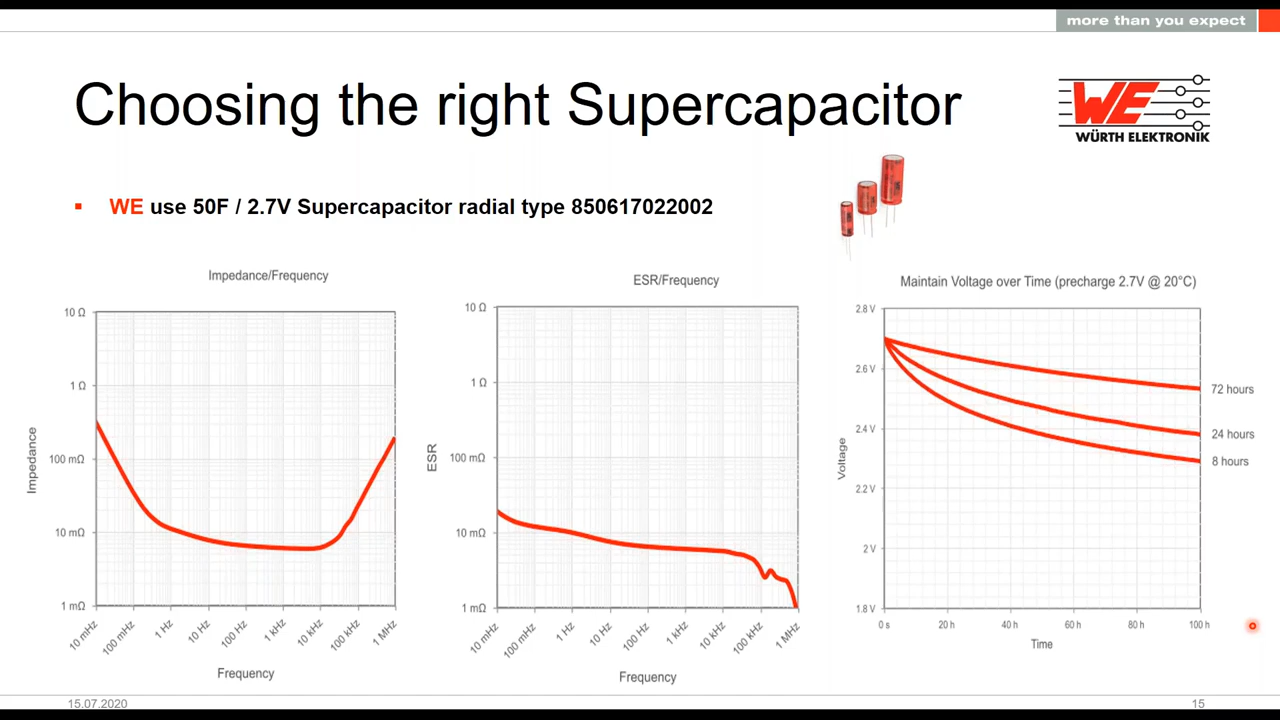 more than you expect
Choosing the right Supercapacitor
WE
WÜRTH ELEKTRONIK
▪ WE use 50F / 2.7V Supercapacitor radial type 850617022002
Impedance/Frequency
10 Ω
1 Ω
100 mΩ
10 mΩ
1 mΩ
Impedance
10 mHz
100 mHz
1 Hz
10 Hz
100 Hz
1 kHz
10 kHz
100 kHz
1 MHz
Frequency
ESR/Frequency
10 Ω
1 Ω
100 mΩ
10 mΩ
1 mΩ
ESR
10 mHz
100 mHz
1 Hz
10 Hz
100 Hz
1 kHz
10 kHz
100 kHz
1 MHz
Frequency
Maintain Voltage over Time (precharge 2.7V @ 20°C)
2.8 V
2.6 V
2.4 V
2.2 V
2 V
1.8 V
Voltage
72 hours
24 hours
8 hours
0 s
20 h
40 h
60 h
80 h
100 h
Time
15.07.2020
15